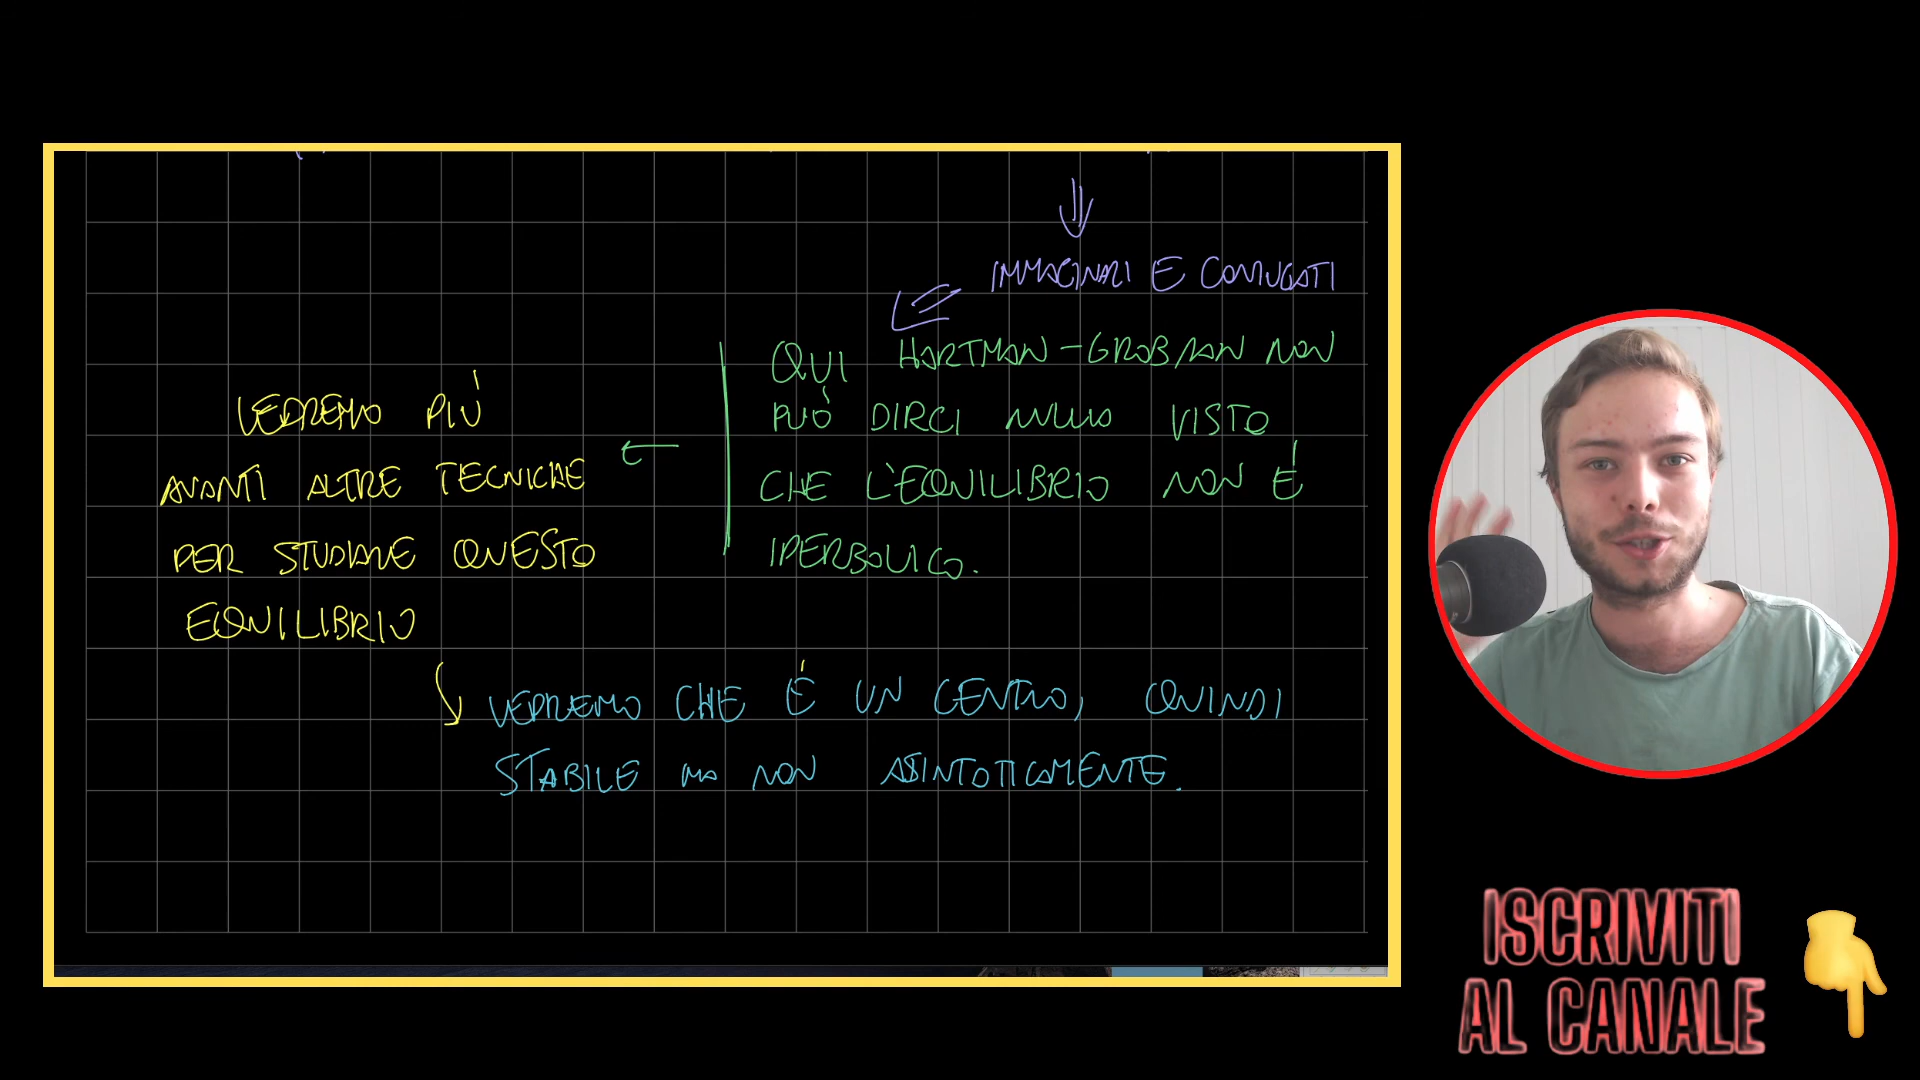 IMMAGINARI E CONIUGATI
QUI HARTMAN-GROBMAN NON
PUÒ DIRCI NULLA VISTO
CHE L'EQUILIBRIO NON È
IPERBOLICO.
VEDREMO PIÙ
AVANTI ALTRE TECNICHE
PER STUDIARE QUESTO
EQUILIBRIO
VEDREMO CHE È UN CENTRO, QUINDI
STABILE MA NON ASINTOTICAMENTE.
ISCRIVITI
AL CANALE